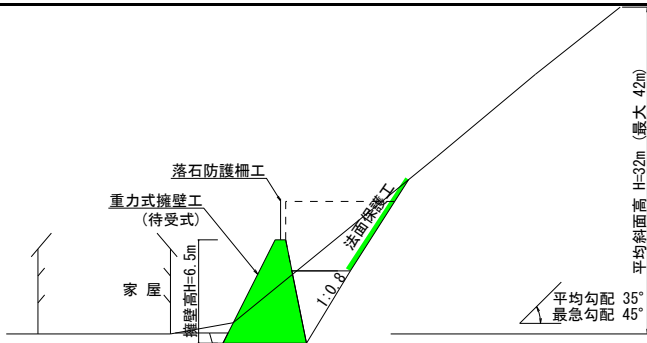 落石防護柵工
重力式擁壁工
(待受式)
家 屋
擁壁高H=6.5m
法面保護工
1:0.8
平均斜面高 H=32m (最大 42m)
平均勾配 35°
最急勾配 45°